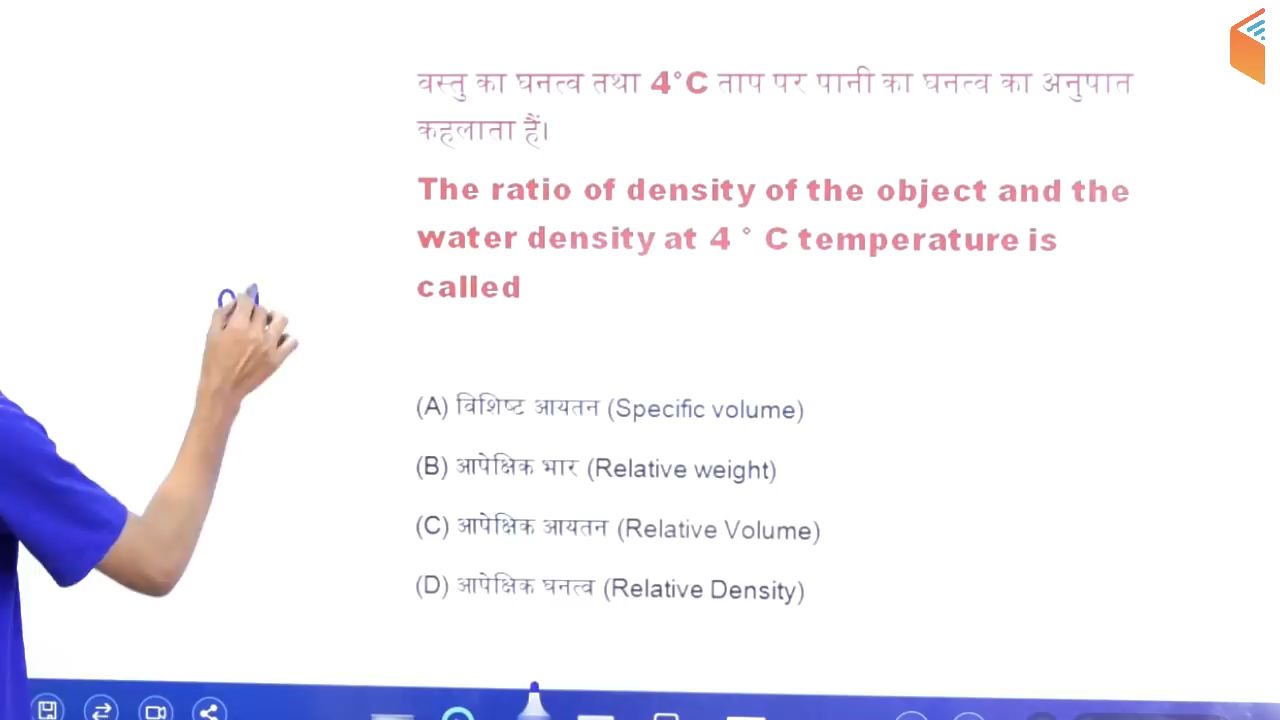 वस्तु का घनत्व तथा 4°C ताप पर पानी का घनत्व का अनुपात
कहलाता हैं।
The ratio of density of the object and the
water density at 4 ° C temperature is
called
(A) विशिष्ट आयतन (Specific volume)
(B) आपेक्षिक भार (Relative weight)
(C) आपेक्षिक आयतन (Relative Volume)
(D) आपेक्षिक घनत्व (Relative Density)